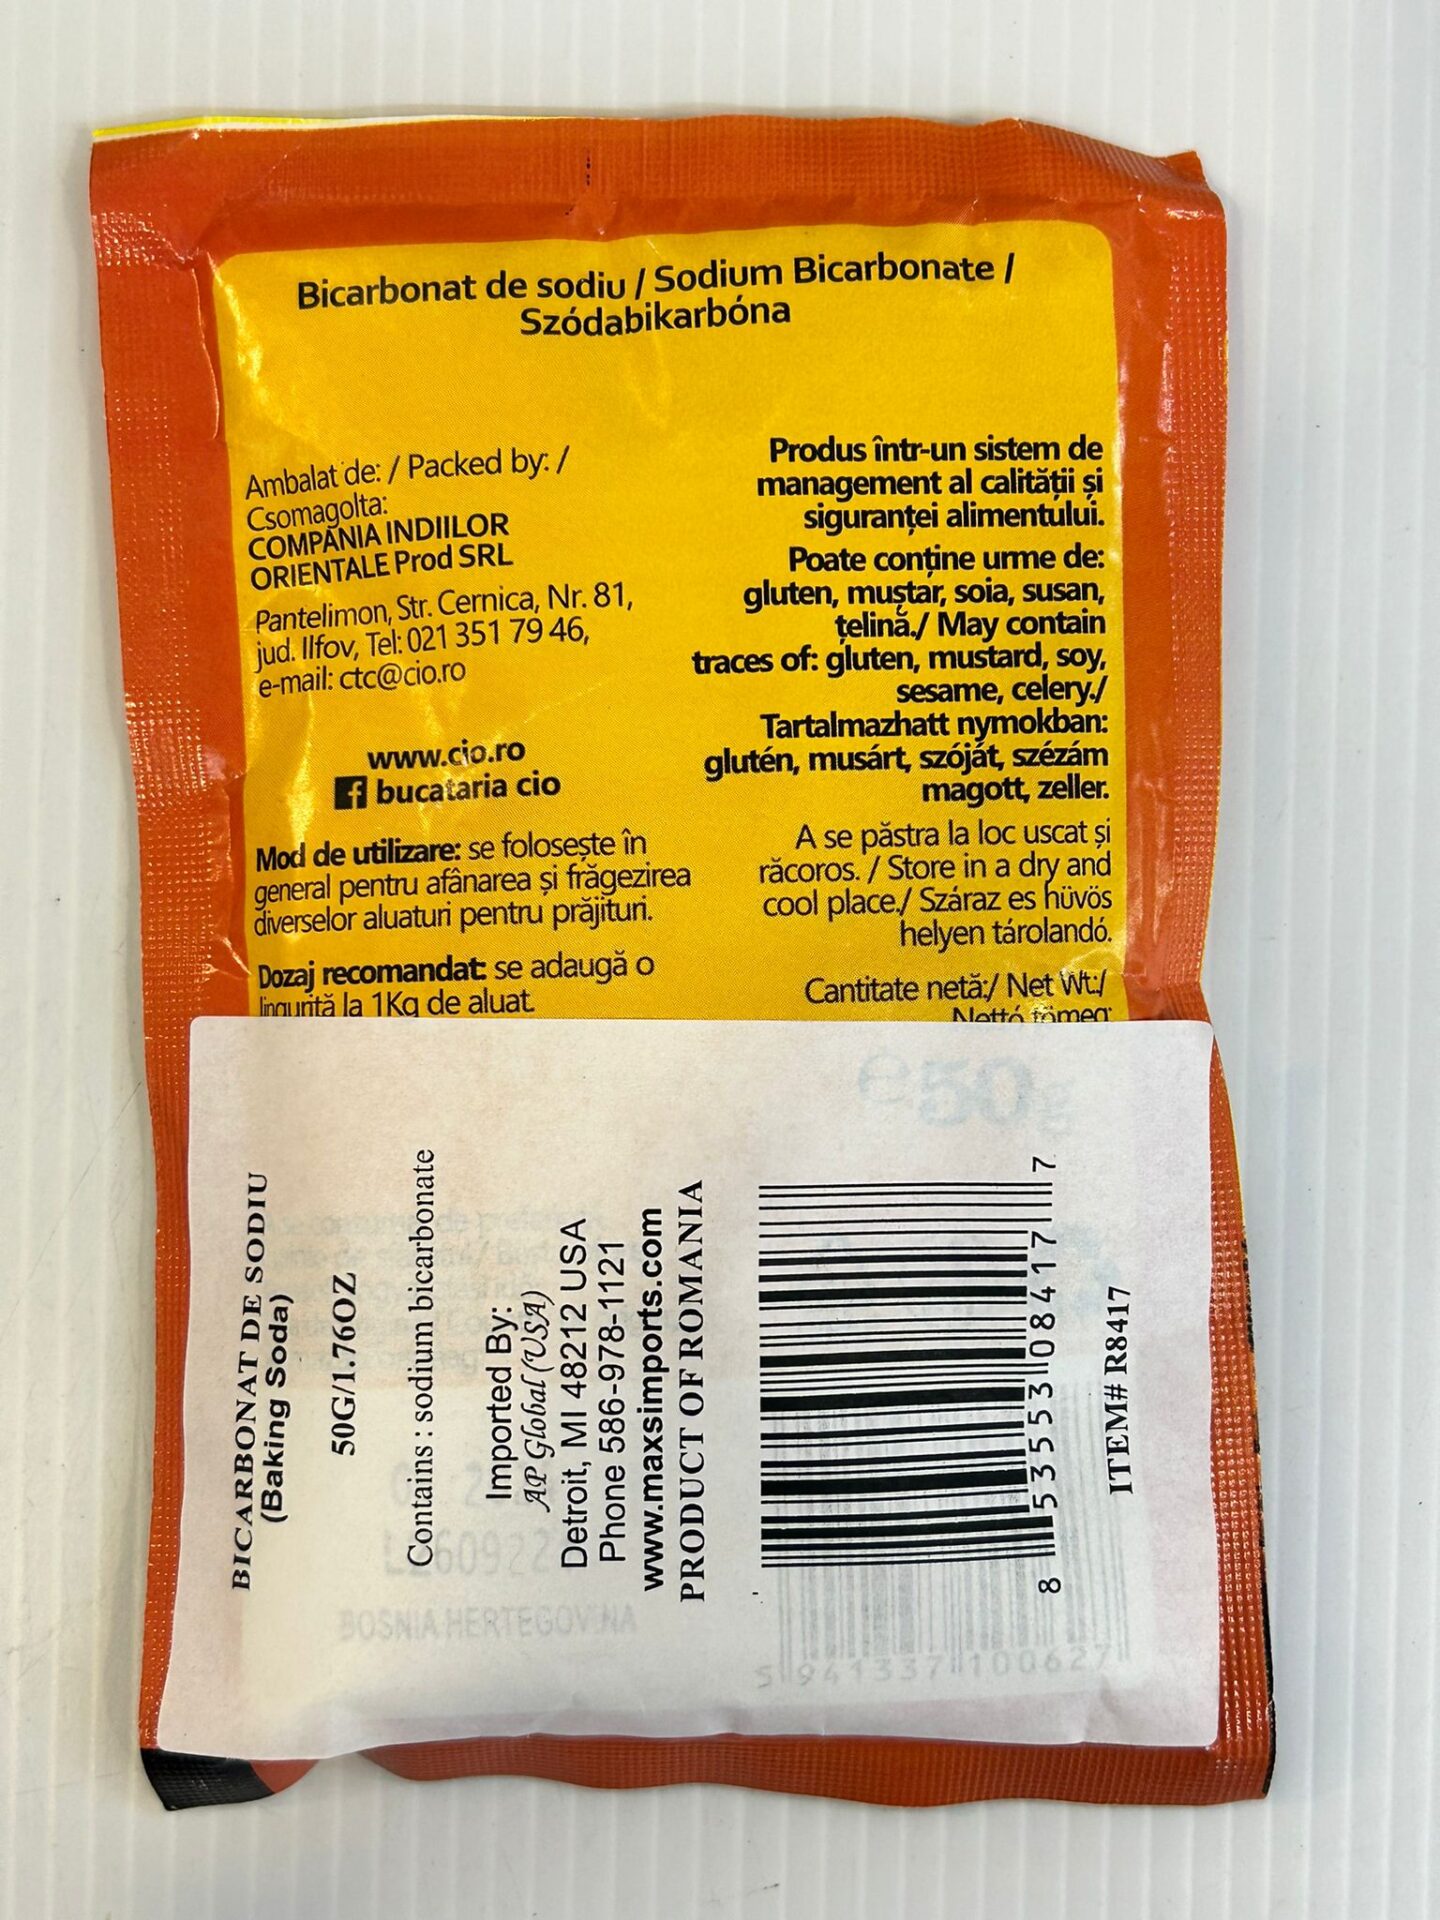 Bicarbonat de sodiu / Sodium Bicarbonate /
Szódabikarbóna
Ambalat de: / Packed by: /
Csomagolta:
COMPANIA INDIILOR
ORIENTALE Prod SRL
Pantelimon, Str. Cernica, Nr. 81,
jud. Ilfov, Tel: 021 351 79 46,
e-mail: ctc@cio.ro
www.cio.ro
bucataria cio
Mod de utilizare: se folosește în
general pentru afânarea și frăgezirea
diverselor aluaturi pentru prăjituri.
Dozaj recomandat: se adaugă o
linguriță la 1Kg de aluat.
Produs într-un sistem de
management al calității și
siguranței alimentului.
Poate conține urme de:
gluten, muștar, soia, susan,
țelină./ May contain
traces of: gluten, mustard, soy,
sesame, celery./
Tartalmazhatt nymokban:
glutén, musárt, szóját, szézám
magott, zeller.
A se păstra la loc uscat și
răcoros. / Store in a dry and
cool place./ Száraz es hüvös
helyen tárolandó.
Cantitate netă:/ Net Wt:/
Nettó tömeg:
e50g
BICARBONAT DE SODIU
(Baking Soda)
50G/1.76OZ
Contains : sodium bicarbonate
Imported By:
AP Global (USA)
Detroit, MI 48212 USA
Phone 586-978-1121
www.maxsimports.com
PRODUCT OF ROMANIA
8 53553 08417 7
ITEM# R8417
BOSNIA HERTEGOVINA
5 941337 100627